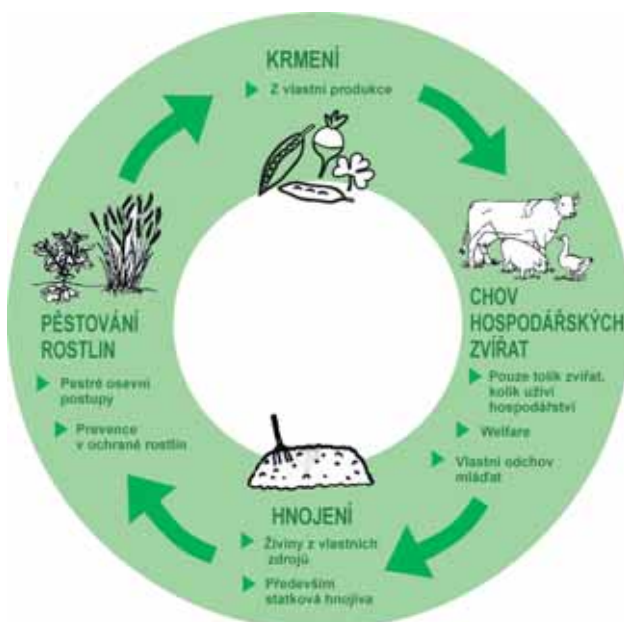 KRMENÍ
Z vlastní produkce
CHOV
HOSPODÁŘSKÝCH
ZVÍŘAT
Pouze tolik zvířat,
kolik uživí
hospodářství
Welfare
Vlastní odchov
mláďat
HNOJENÍ
Živiny z vlastních
zdrojů
Především
statková hnojiva
PĚSTOVÁNÍ
ROSTLIN
Pestré osevní
postupy
Prevence
v ochraně rostlin